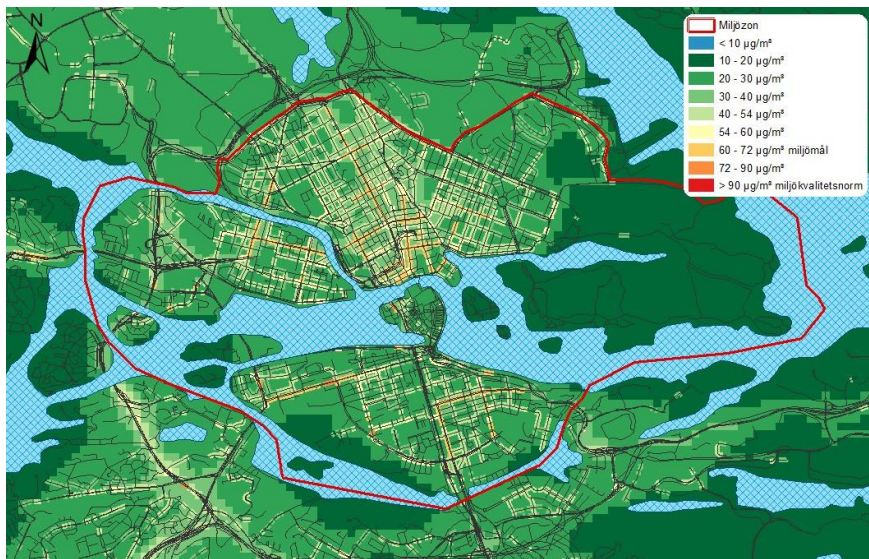 N
Miljözon
< 10 µg/m³
10 - 20 µg/m³
20 - 30 µg/m³
30 - 40 µg/m³
40 - 54 µg/m³
54 - 60 µg/m³
60 - 72 µg/m³ miljömål
72 - 90 µg/m³
> 90 µg/m³ miljökvalitetsnorm